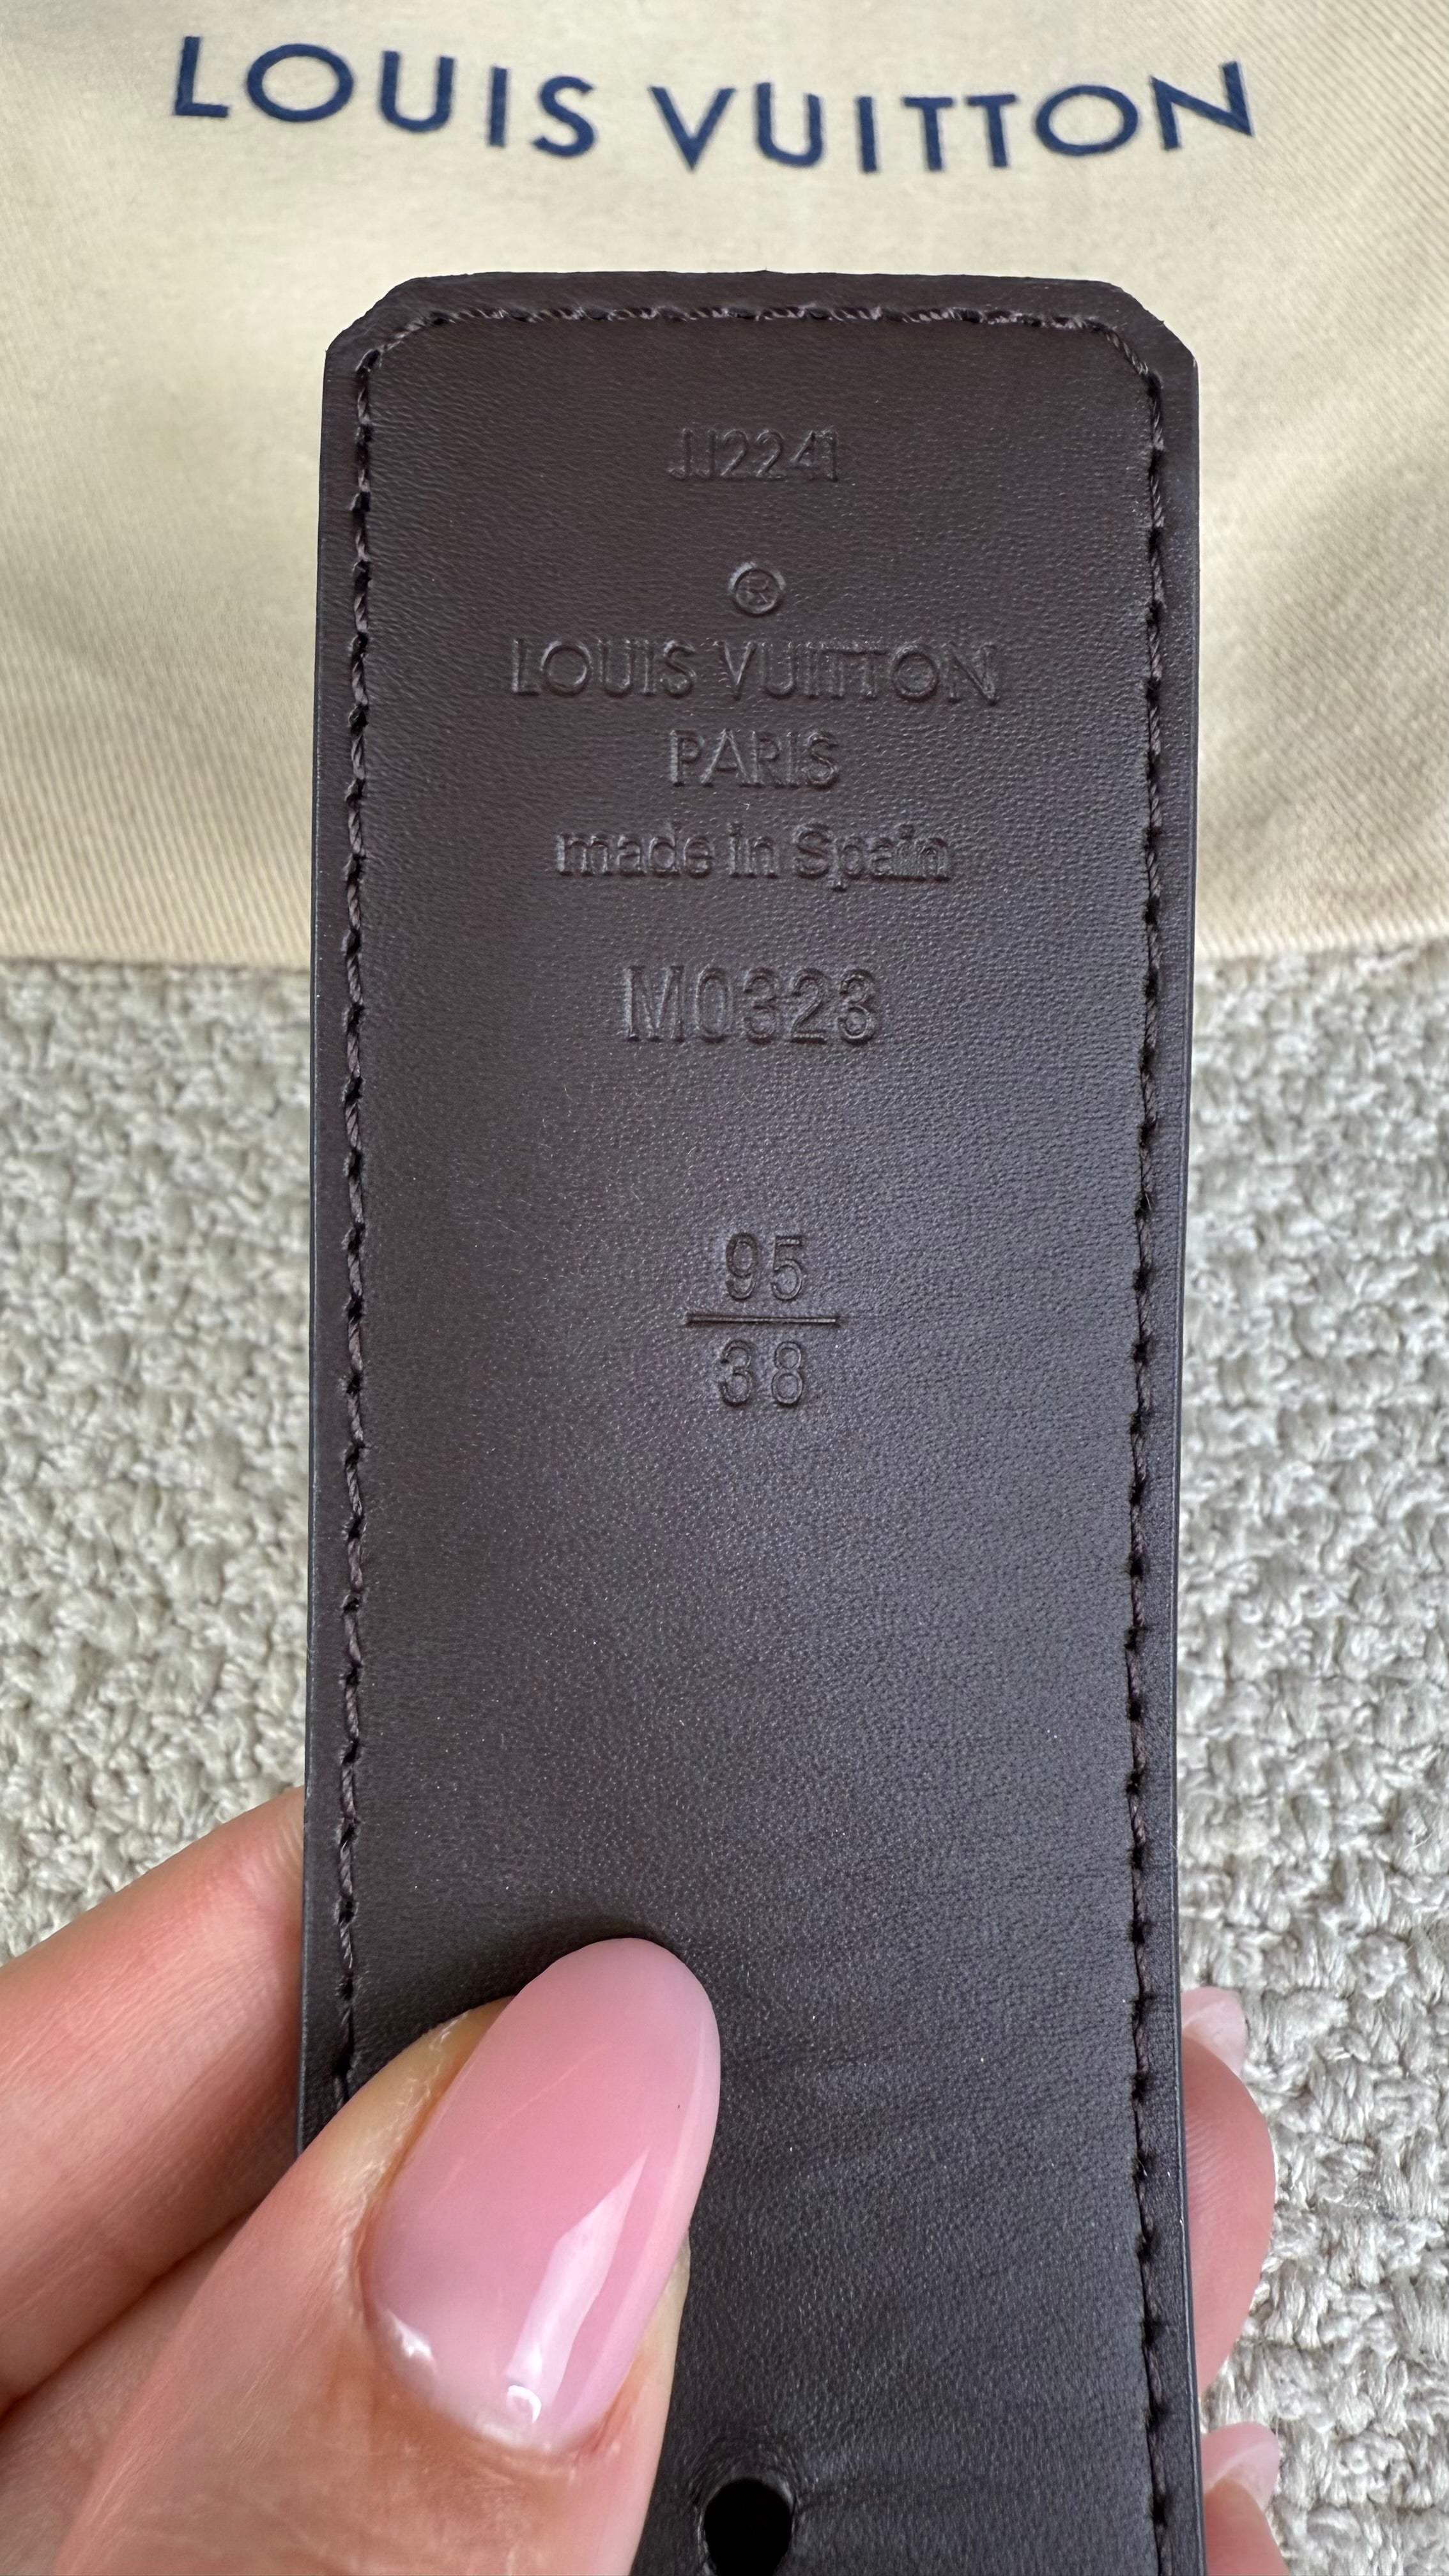 LOUIS VUITTON
JJ2241
®
LOUIS VUITTON
PARIS
made in Spain
M0323
95
38